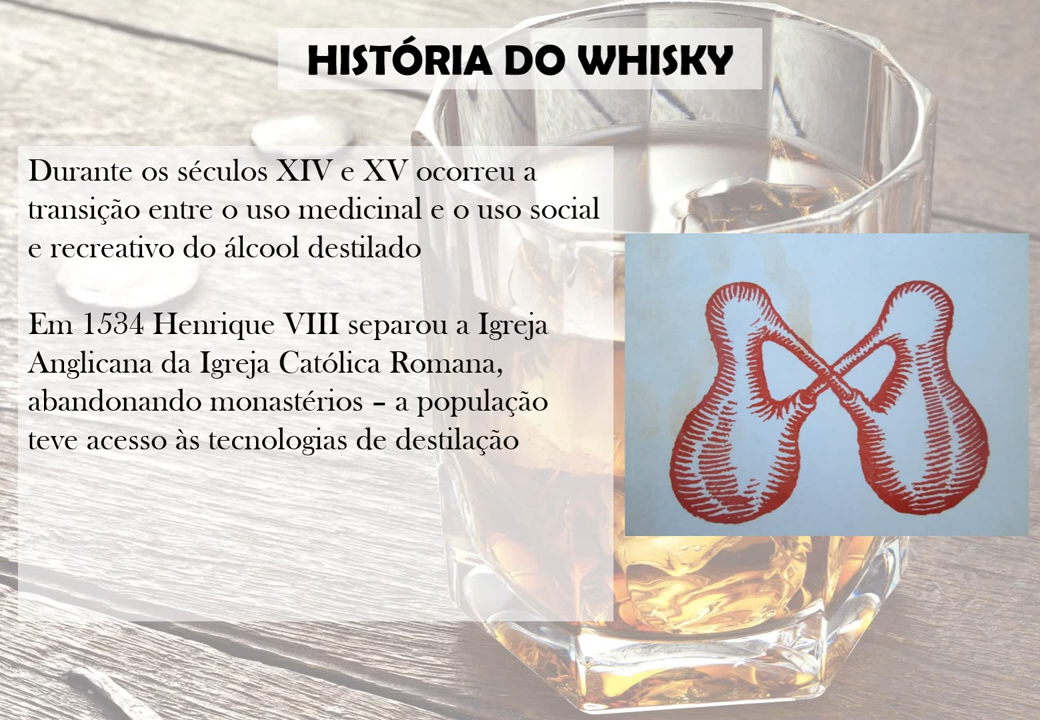 HISTÓRIA DO WHISKY
Durante os séculos XIV e XV ocorreu a
transição entre o uso medicinal e o uso social
e recreativo do álcool destilado
Em 1534 Henrique VIII separou a Igreja
Anglicana da Igreja Católica Romana,
abandonando monastérios – a população
teve acesso às tecnologias de destilação